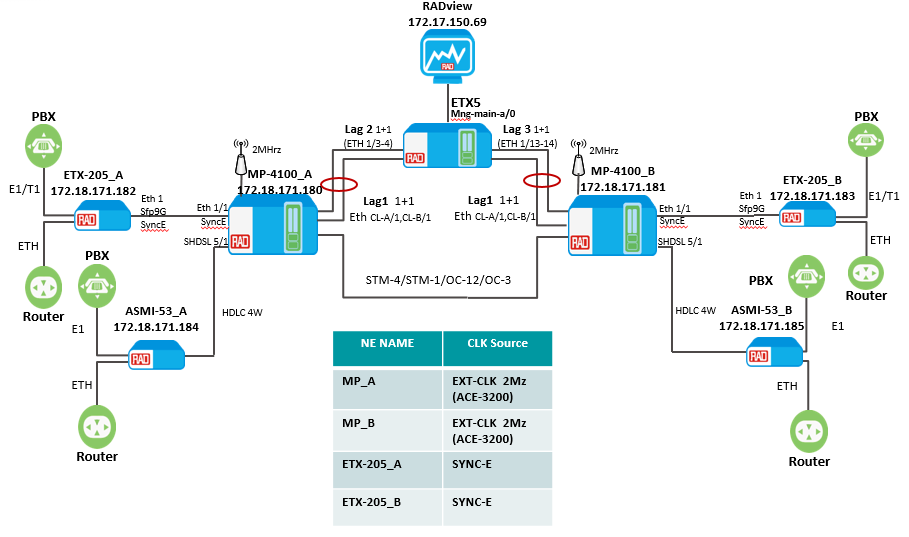 RADview
172.17.150.69
RAD
ETX5
Mng-main-a/0
RAD
Lag 2 1+1
(ETH 1/3-4)
Lag 3 1+1
(ETH 1/13-14)
PBX
E1/T1
ETX-205_A
172.18.171.182
RAD
ETH
Router
Eth 1
Sfp9G
SyncE
2MHrz
MP-4100_A
172.18.171.180
RAD
Eth 1/1
SyncE
SHDSL 5/1
Lag1 1+1
Eth CL-A/1,CL-B/1
Lag1 1+1
Eth CL-A/1,CL-B/1
2MHrz
MP-4100_B
172.18.171.181
RAD
Eth 1/1
SyncE
SHDSL 5/1
Eth 1
Sfp9G
SyncE
PBX
ETX-205_B
172.18.171.183
RAD
E1/T1
ETH
Router
STM-4/STM-1/OC-12/OC-3
PBX
E1
ASMI-53_A
172.18.171.184
RAD
HDLC 4W
ETH
Router
PBX
HDLC 4W
ASMI-53_B
172.18.171.185
RAD
E1
ETH
Router
NE NAME CLK Source
MP_A EXT-CLK 2Mz
(ACE-3200)
MP_B EXT-CLK 2Mz
(ACE-3200)
ETX-205_A SYNC-E
ETX-205_B SYNC-E